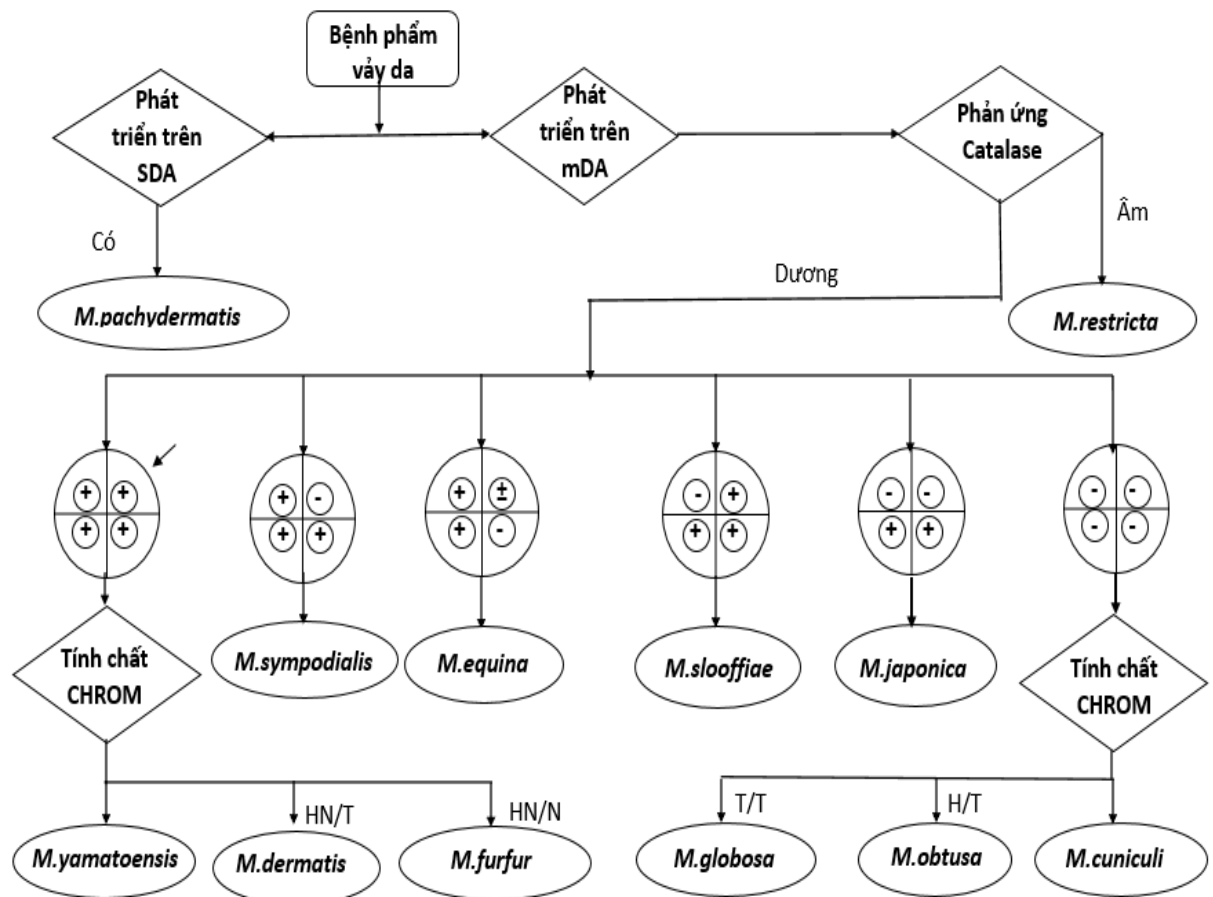 Bệnh phẩm
vảy da
Phát
triển trên
SDA
Phát
triển trên
mDA
Phản ứng
Catalase
Có
Âm
Dương
M.pachydermatis
M.restricta
+ +
+ +
+ -
+ +
+ ±
+ -
- +
+ +
- -
+ +
- -
- -
Tính chất
CHROM
M.sympodialis
M.equina
M.slooffiae
M.japonica
Tính chất
CHROM
HN/T
HN/N
T/T
H/T
M.yamatoensis
M.dermatis
M.furfur
M.globosa
M.obtusa
M.cuniculi